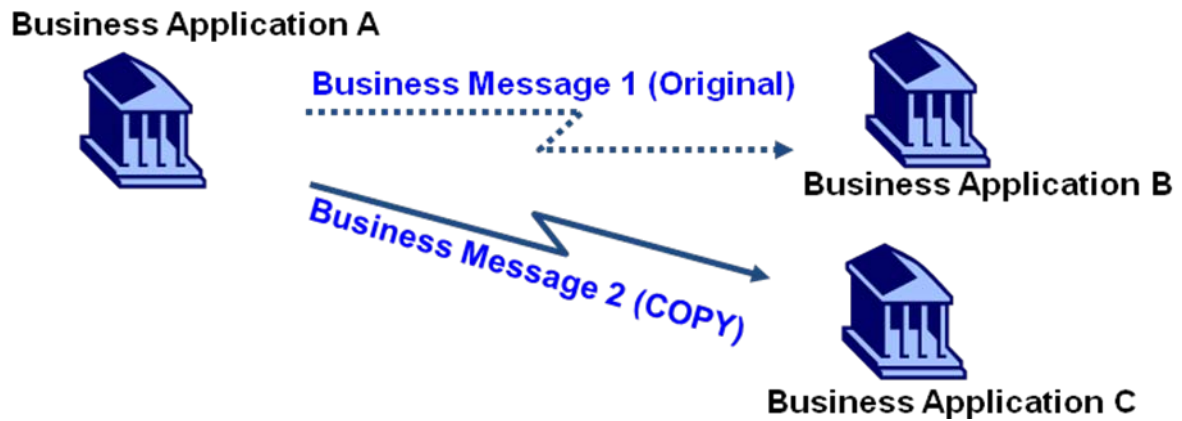 Business Application A
Business Message 1 (Original)
Business Application B
Business Message 2 (COPY)
Business Application C